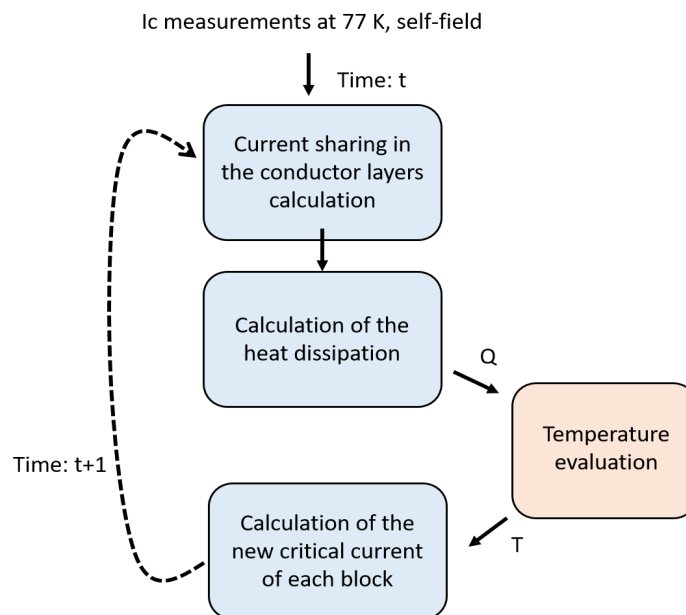 Ic measurements at 77 K, self-field
Time: t
Current sharing in
the conductor layers
calculation
Calculation of the
heat dissipation
Q
Temperature
evaluation
T
Calculation of the
new critical current
of each block
Time: t+1